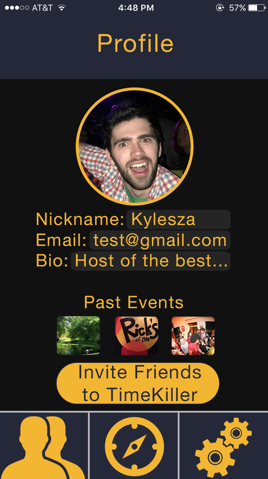 ●●●○○ AT&T 4:48 PM 57%
Profile
Nickname: Kylesza
Email: test@gmail.com
Bio: Host of the best...
Past Events
Rick's
Invite Friends
to TimeKiller